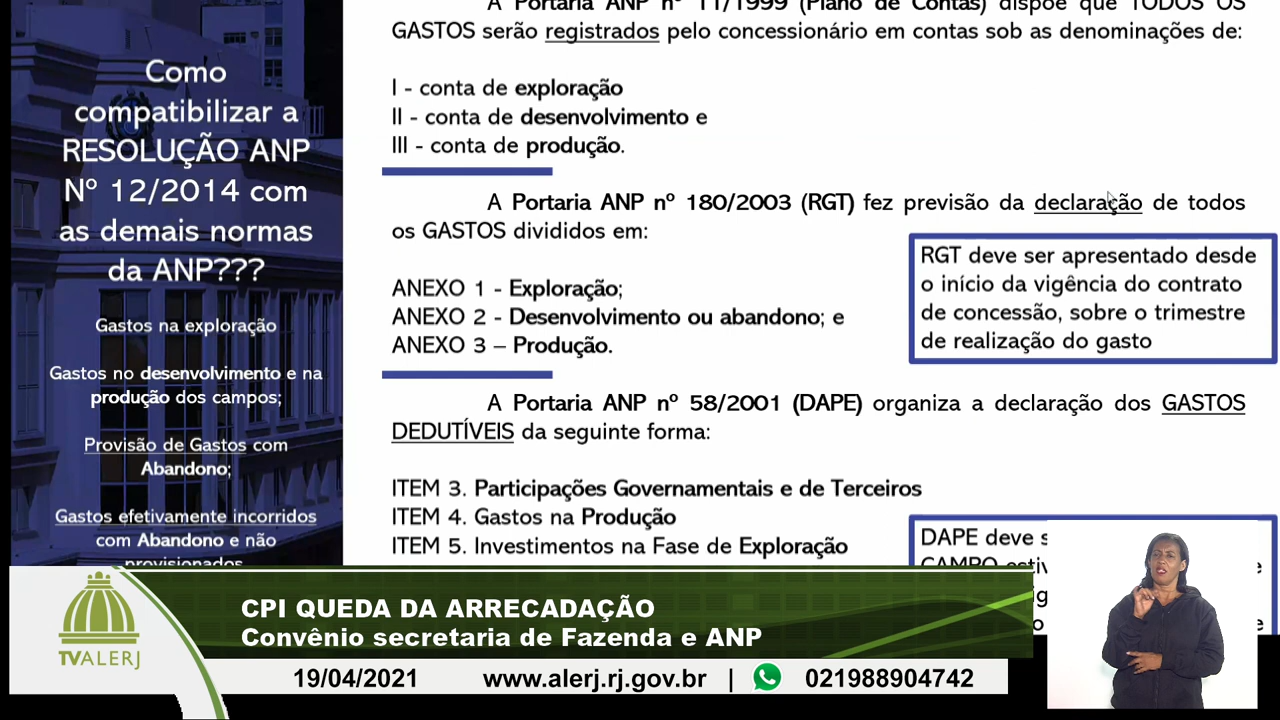 Como
compatibilizar a
RESOLUÇÃO ANP
Nº 12/2014 com
as demais normas
da ANP???
Gastos na exploração
Gastos no desenvolvimento e na
produção dos campos;
Provisão de Gastos com
Abandono;
Gastos efetivamente incorridos
com Abandono e não
provisionados
A Portaria ANP nº 11/1999 (Plano de Contas) dispõe que TODOS OS
GASTOS serão registrados pelo concessionário em contas sob as denominações de:
I - conta de exploração
II - conta de desenvolvimento e
III - conta de produção.
A Portaria ANP nº 180/2003 (RGT) fez previsão da declaração de todos
os GASTOS divididos em:
ANEXO 1 - Exploração;
ANEXO 2 - Desenvolvimento ou abandono; e
ANEXO 3 – Produção.
RGT deve ser apresentado desde
o início da vigência do contrato
de concessão, sobre o trimestre
de realização do gasto
A Portaria ANP nº 58/2001 (DAPE) organiza a declaração dos GASTOS
DEDUTÍVEIS da seguinte forma:
ITEM 3. Participações Governamentais e de Terceiros
ITEM 4. Gastos na Produção
ITEM 5. Investimentos na Fase de Exploração
DAPE deve
CAMPO
TVALERJ
CPI QUEDA DA ARRECADAÇÃO
Convênio secretaria de Fazenda e ANP
19/04/2021 www.alerj.rj.gov.br | 021988904742